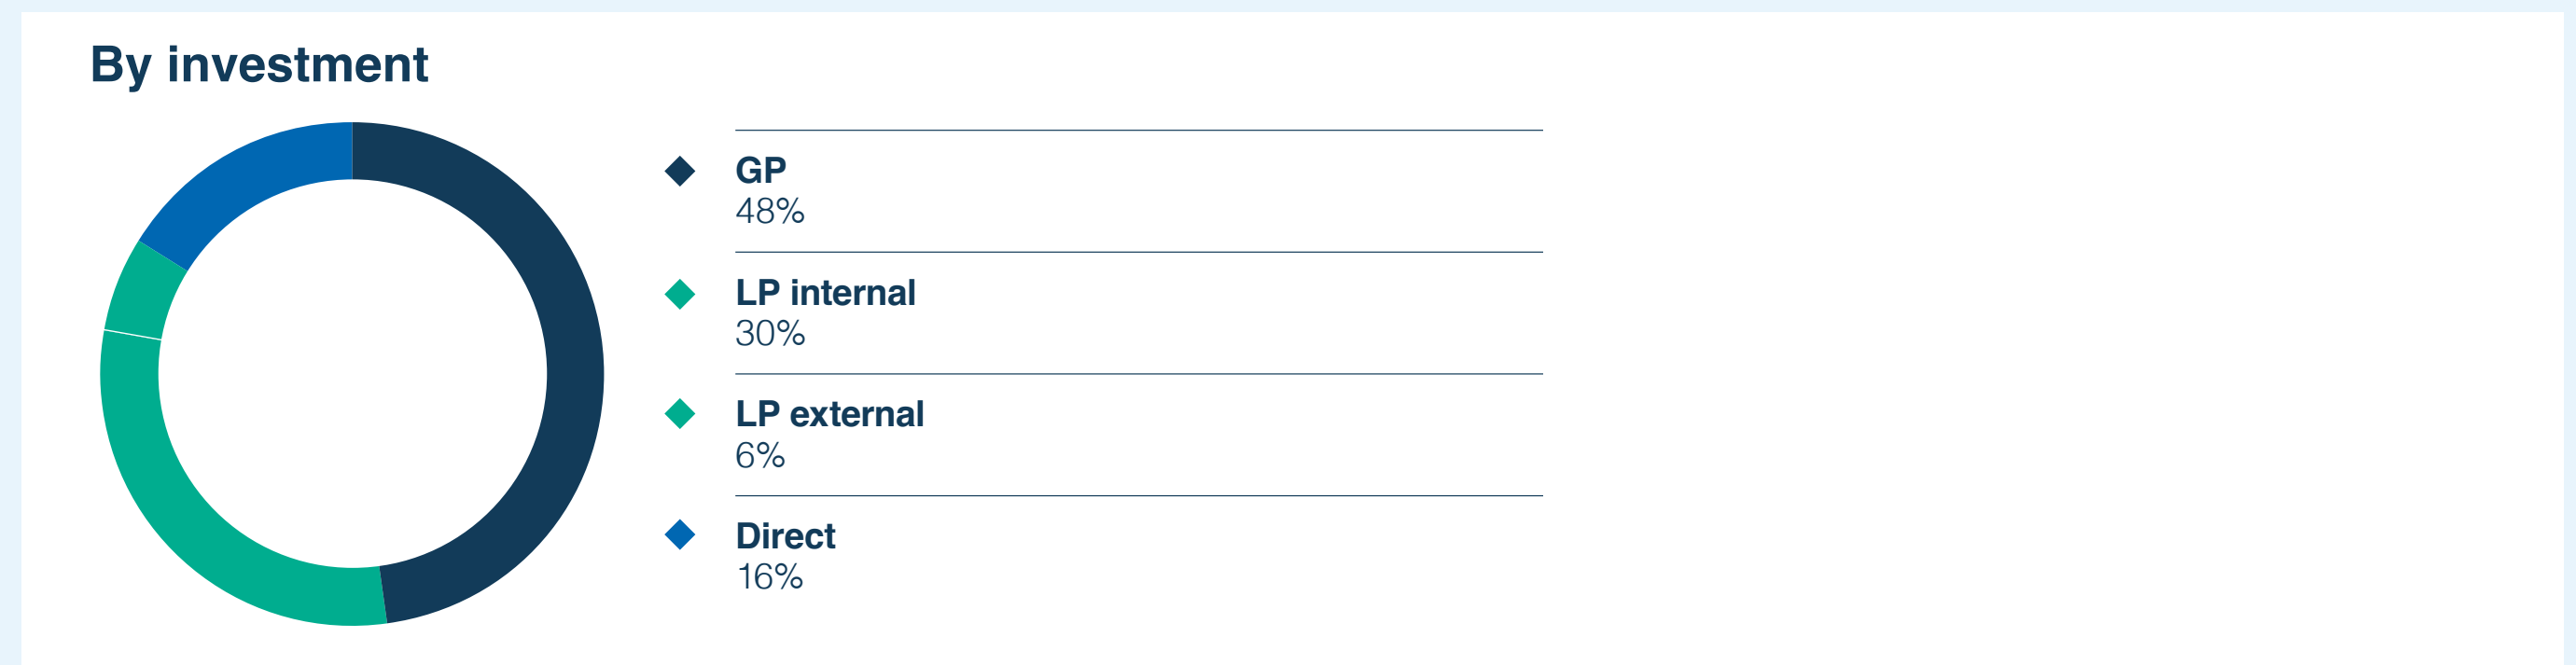 By investment
GP
48%
LP internal
30%
LP external
6%
Direct
16%